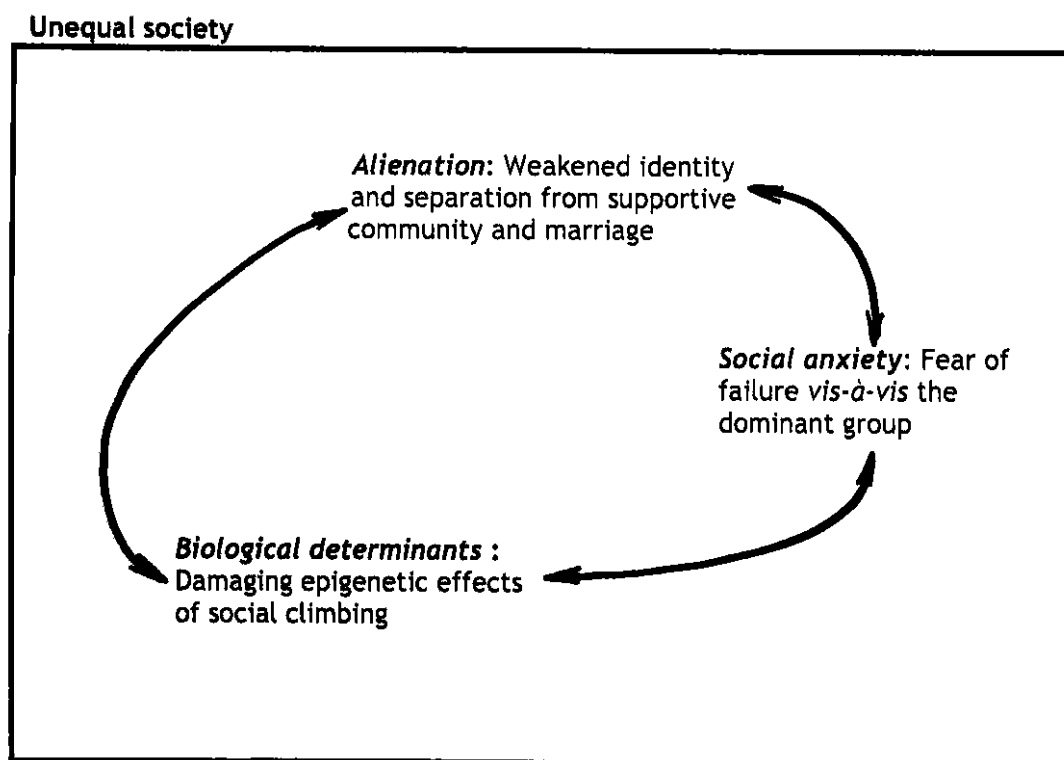 Unequal society
Alienation: Weakened identity
and separation from supportive
community and marriage
Social anxiety: Fear of
failure vis-à-vis the
dominant group
Biological determinants :
Damaging epigenetic effects
of social climbing